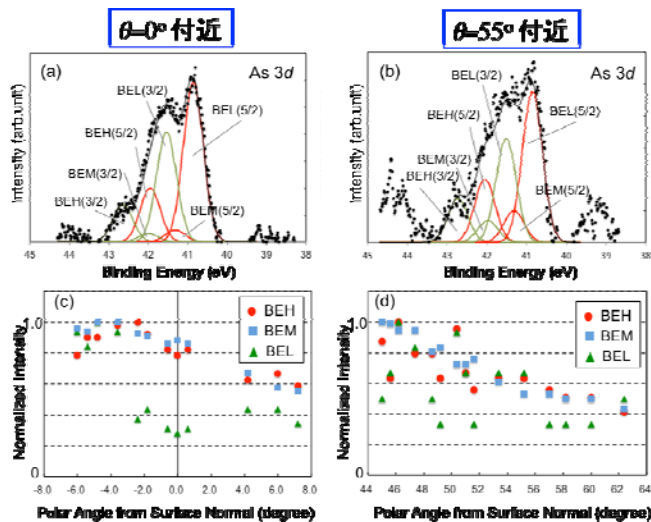 θ=0° 付近
θ=55° 付近
(a)
As 3d
BEL(3/2)
BEH(5/2)
BEL(5/2)
BEM(3/2)
BEH(3/2)
BEM(5/2)
Intensity (arb.unit)
45 44 43 42 41 40 39 38
Binding Energy (eV)
(b)
As 3d
BEL(3/2)
BEH(5/2)
BEL(5/2)
BEM(3/2)
BEH(3/2)
BEM(5/2)
Intensity (arb.unit)
45 44 43 42 41 40 39 38
Binding Energy (eV)
(c)
BEH
BEM
BEL
Normalized Intensity
1.0
0
-8.0 -6.0 -4.0 -2.0 0.0 2.0 4.0 6.0 8.0
Polar Angle from Surface Normal (degree)
(d)
BEH
BEM
BEL
Normalized Intensity
1.0
0
44 46 48 50 52 54 56 58 60 62 64
Polar Angle from Surface Normal (degree)